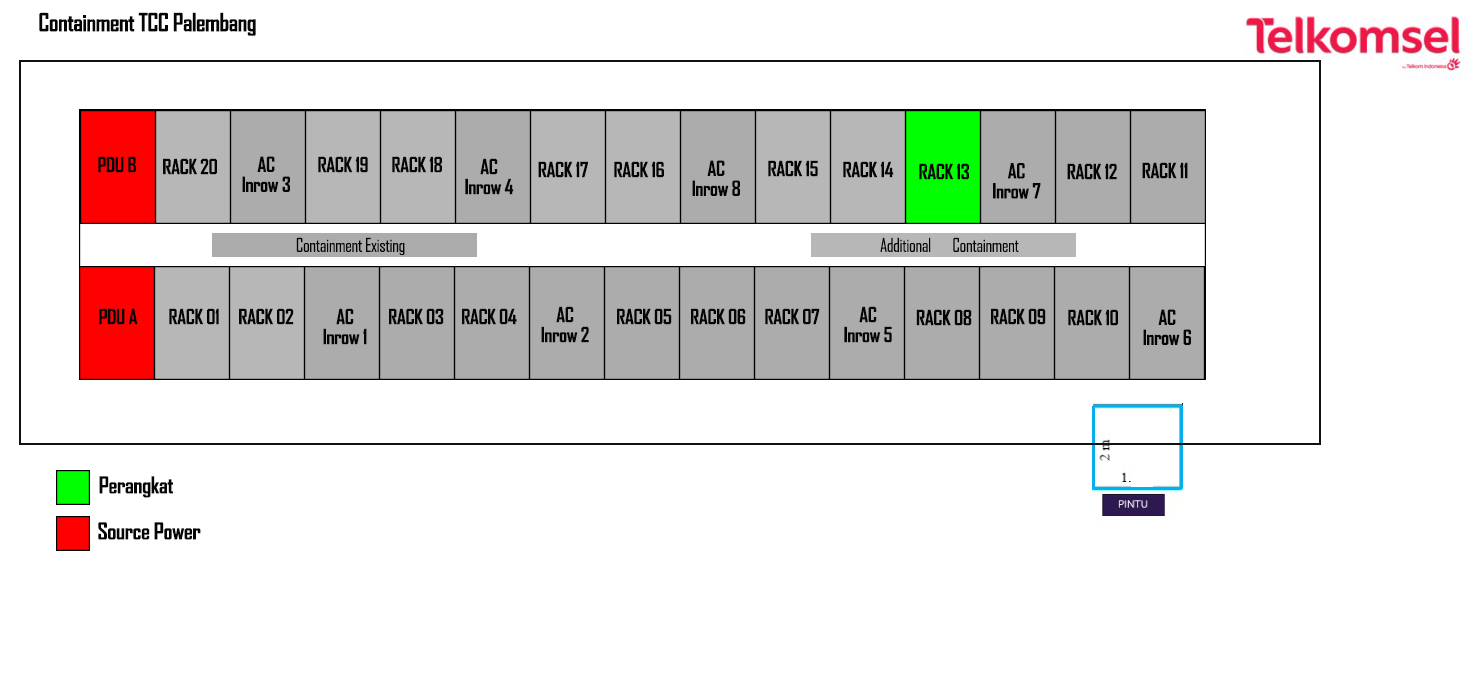 Containment TCC Palembang
Telkomsel
by Telkom Indonesia
PDU B
RACK 20
AC
Inrow 3
RACK 19
RACK 18
AC
Inrow 4
RACK 17
RACK 16
AC
Inrow 8
RACK 15
RACK 14
RACK 13
AC
Inrow 7
RACK 12
RACK 11
Containment Existing
Additional Containment
PDU A
RACK 01
RACK 02
AC
Inrow 1
RACK 03
RACK 04
AC
Inrow 2
RACK 05
RACK 06
RACK 07
AC
Inrow 5
RACK 08
RACK 09
RACK 10
AC
Inrow 6
2 m
1.
PINTU
Perangkat
Source Power